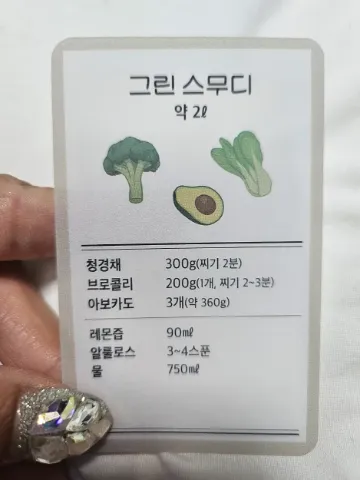 그린 스무디
약 2ℓ
청경채 300g(찌기 2분)
브로콜리 200g(1개, 찌기 2~3분)
아보카도 3개(약 360g)
레몬즙 90㎖
알룰로스 3~4스푼
물 750㎖